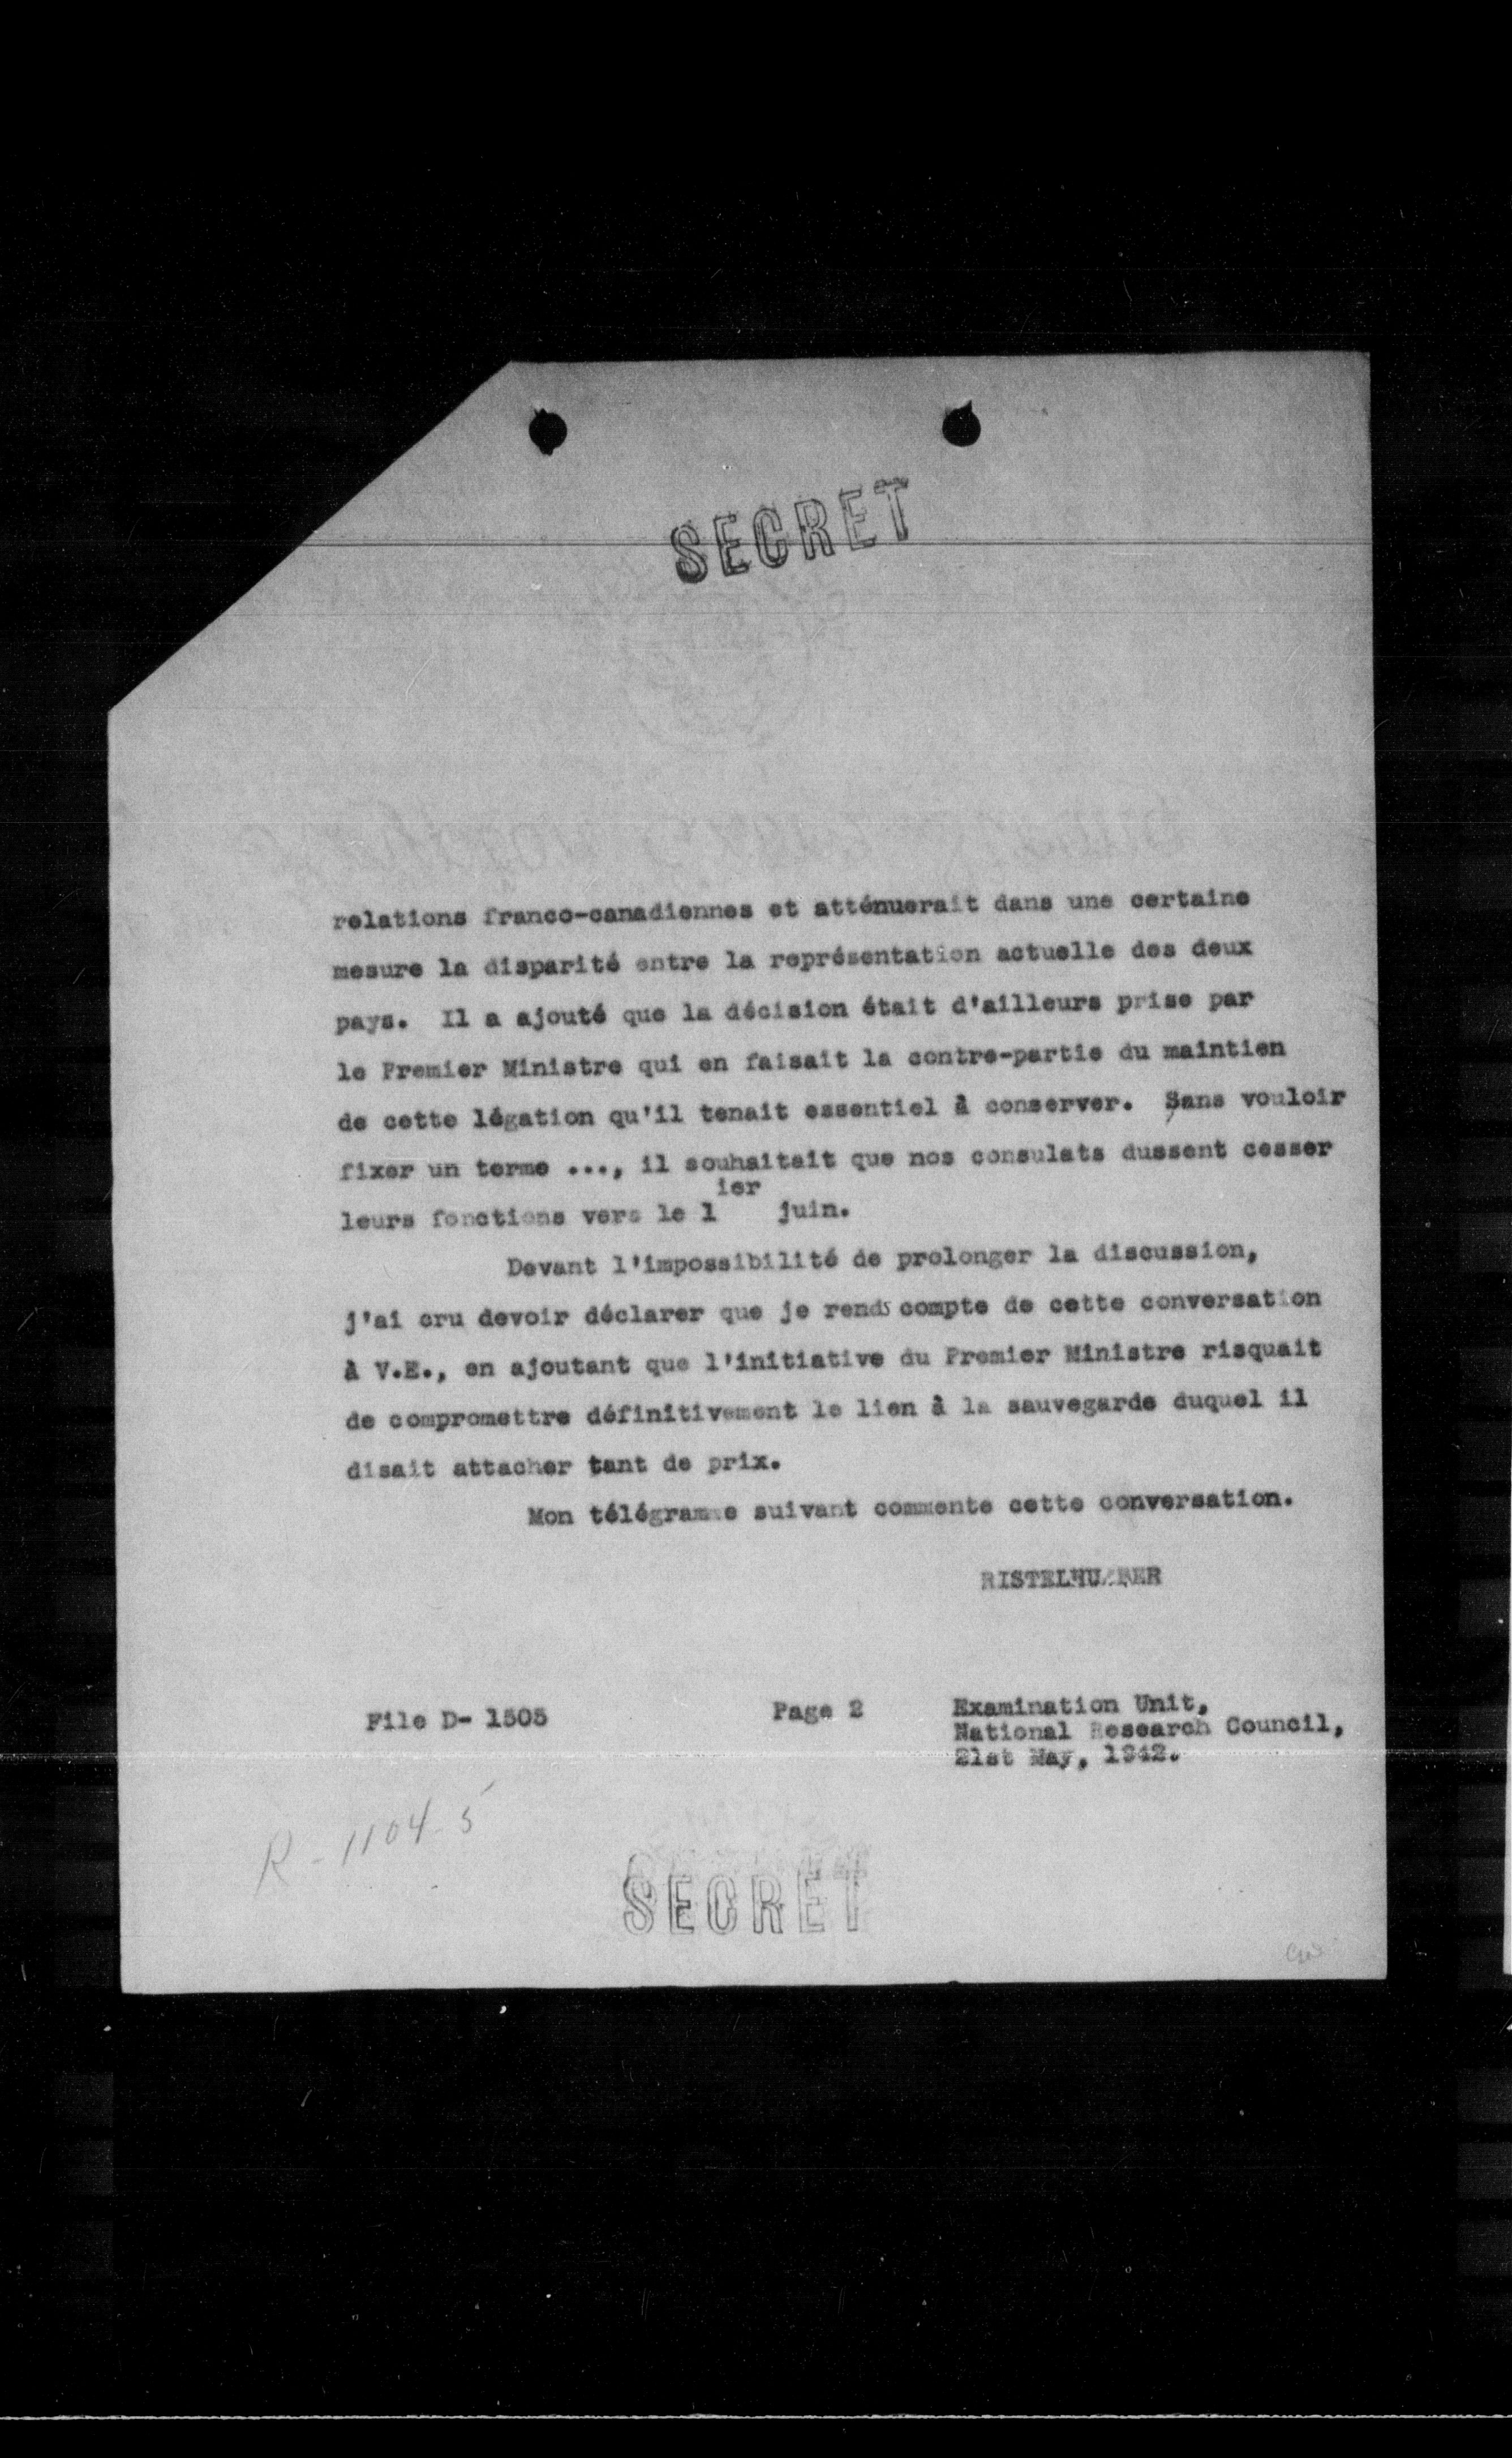 SECRET
relations franco-canadiennes et atténuerait dans une certaine
mesure la disparité entre la représentation actuelle des deux
pays. Il a ajouté que la décision était d'ailleurs prise par
le Premier Ministre qui en faisait la contre-partie du maintien
de cette légation qu'il tenait essentiel à conserver. Sans vouloir
fixer un terme ..., il souhaitait que nos consulats dussent cesser
leurs fonctions vers le 1ier juin.
Devant l'impossibilité de prolonger la discussion,
j'ai cru devoir déclarer que je rends compte de cette conversation
à V.E., en ajoutant que l'initiative du Premier Ministre risquait
de compromettre définitivement le lien à la sauvegarde duquel il
disait attacher tant de prix.
Mon télégramme suivant commente cette conversation.
RISTELHUEBER
File D- 1505
Page 2
Examination Unit,
National Research Council,
21st May, 1942.
R-1104-5
SECRET